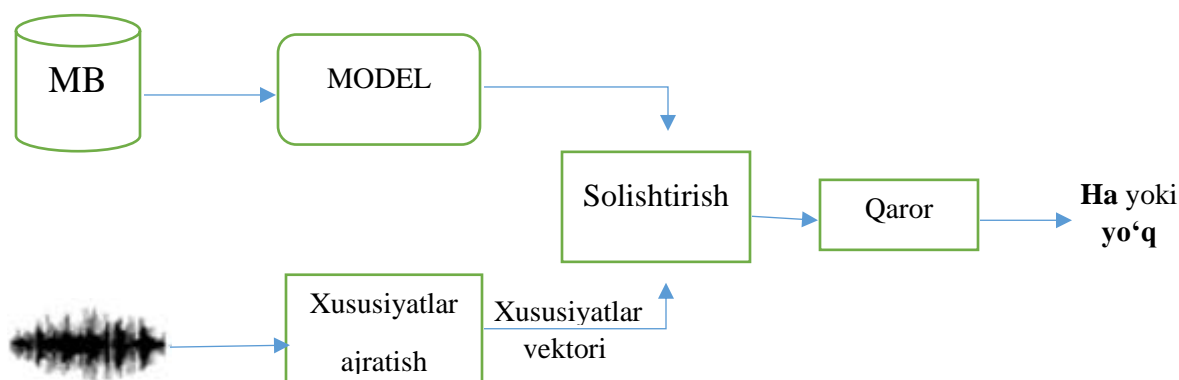 MB
MODEL
Solishtirish
Qaror
Ha yoki
yo‘q
Xususiyatlar
ajratish
Xususiyatlar
vektori